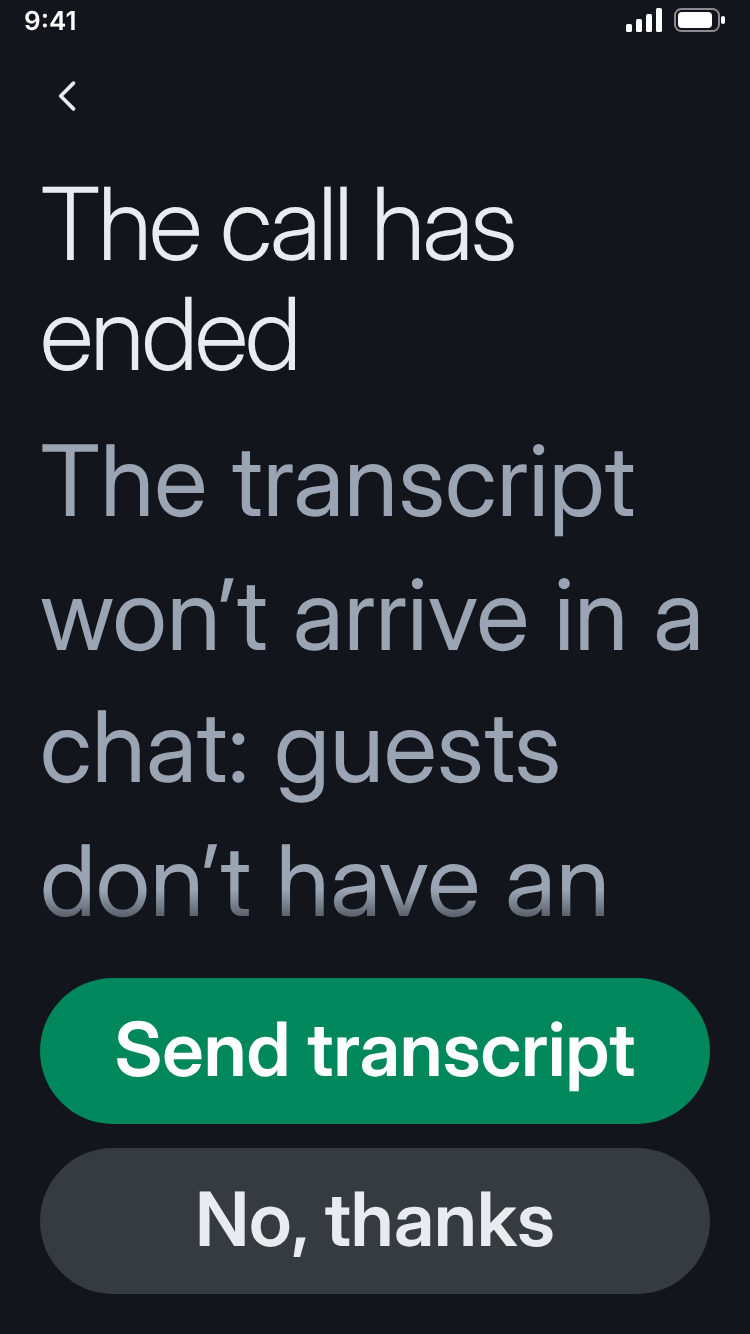 9:41
The call has
ended
The transcript
won’t arrive in a
chat: guests
don’t have an
Send transcript
No, thanks